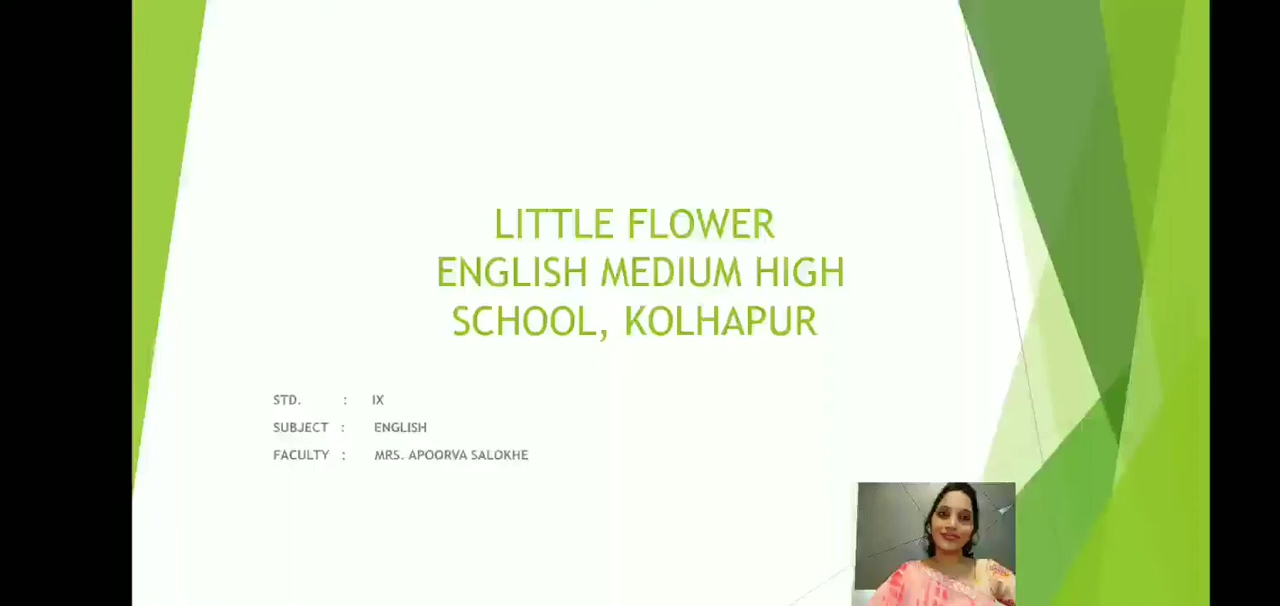 LITTLE FLOWER
ENGLISH MEDIUM HIGH
SCHOOL, KOLHAPUR
STD. : IX
SUBJECT : ENGLISH
FACULTY : MRS. APOORVA SALOKHE